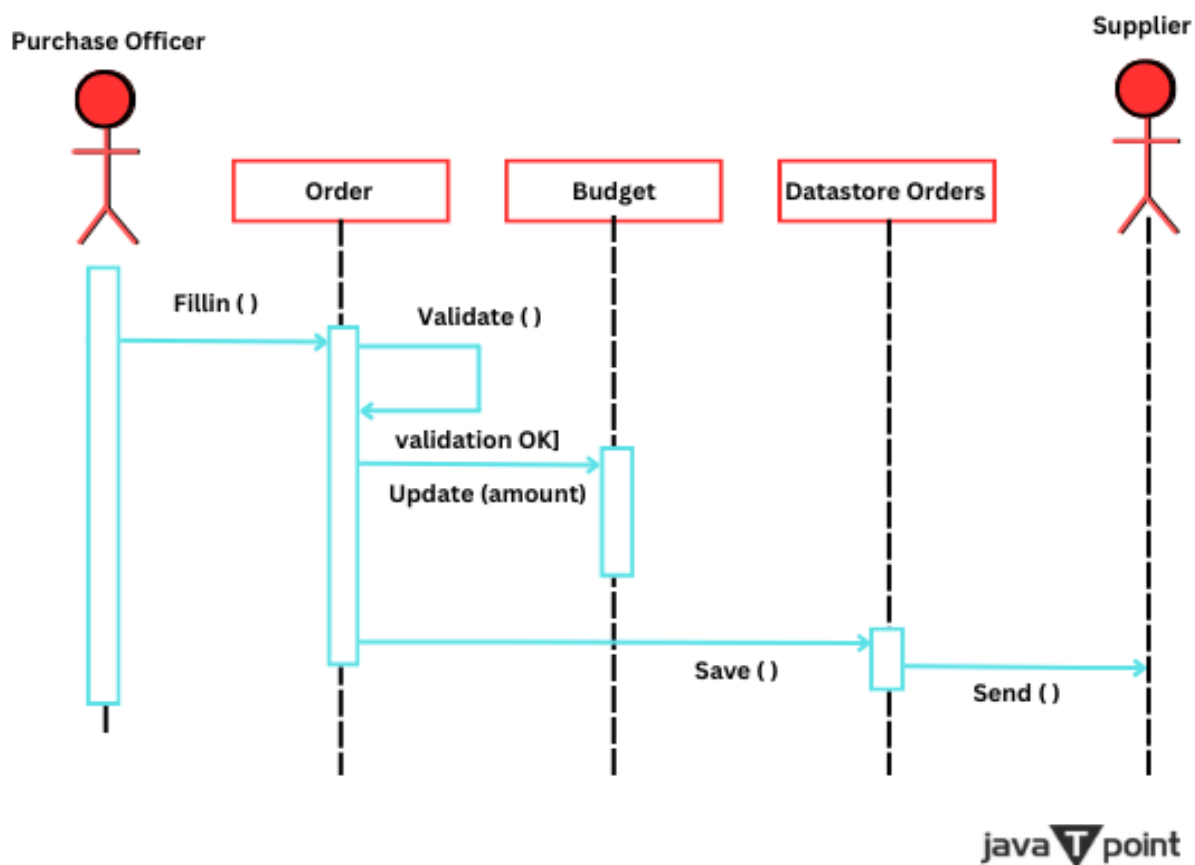 Purchase Officer
Supplier
Order
Budget
Datastore Orders
Fillin ( )
Validate ( )
validation OK]
Update (amount)
Save ( )
Send ( )
java T point